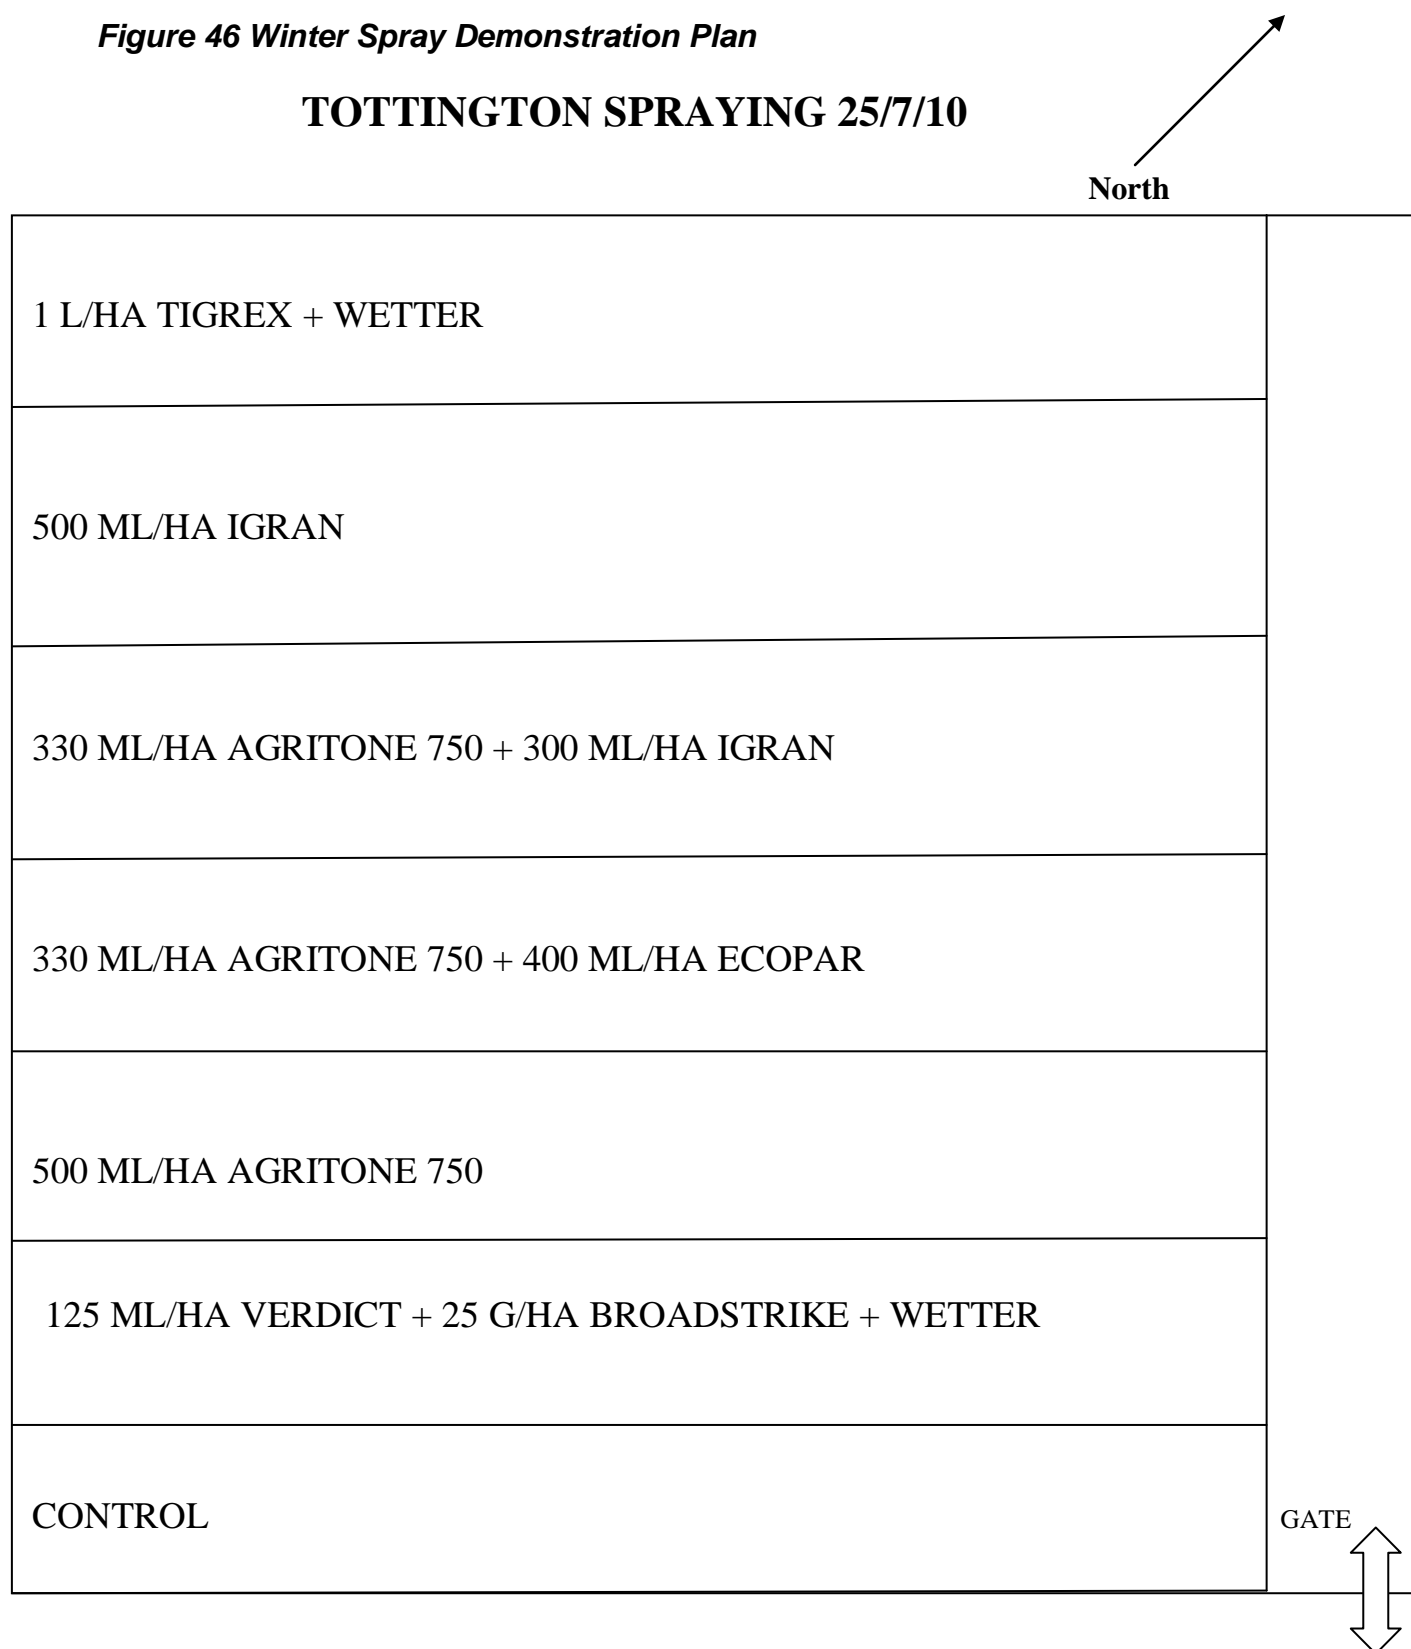 Figure 46 Winter Spray Demonstration Plan
TOTTINGTON SPRAYING 25/7/10
North
1 L/HA TIGREX + WETTER
500 ML/HA IGRAN
330 ML/HA AGRITONE 750 + 300 ML/HA IGRAN
330 ML/HA AGRITONE 750 + 400 ML/HA ECOPAR
500 ML/HA AGRITONE 750
125 ML/HA VERDICT + 25 G/HA BROADSTRIKE + WETTER
CONTROL
GATE